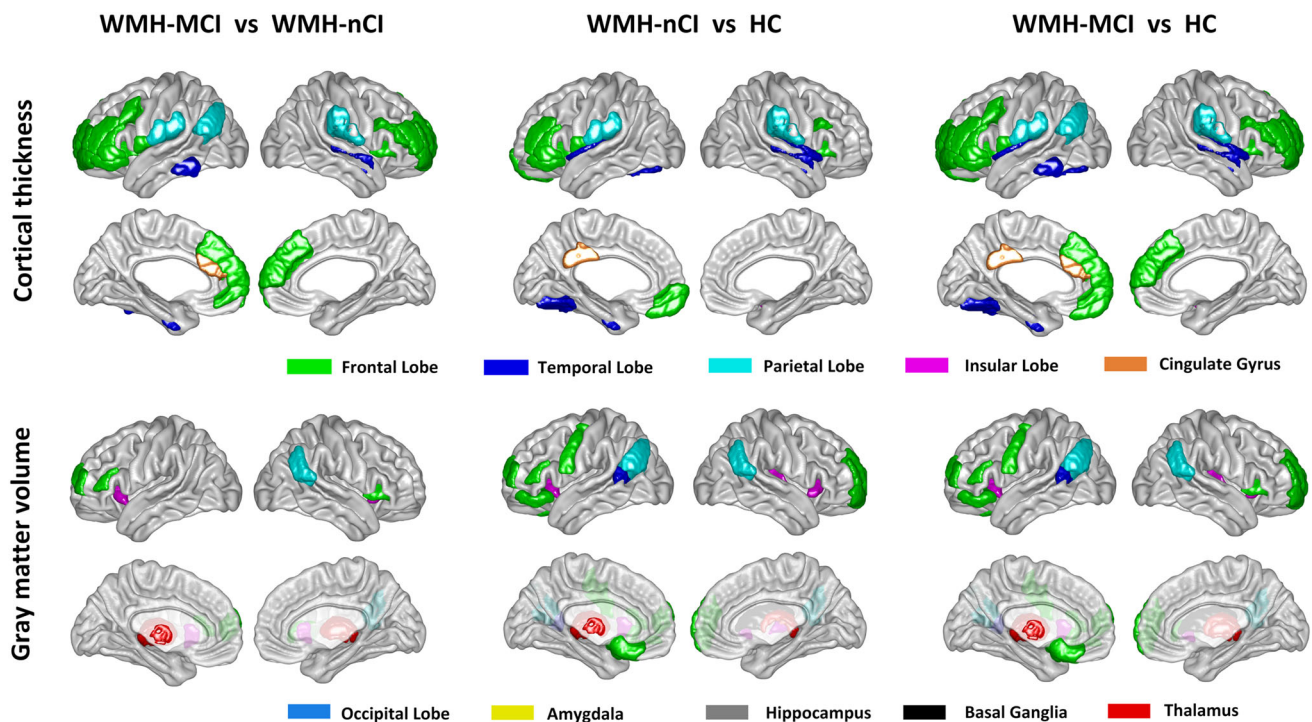 WMH-MCI vs WMH-nCI
WMH-nCI vs HC
WMH-MCI vs HC
Cortical thickness
Frontal Lobe
Temporal Lobe
Parietal Lobe
Insular Lobe
Cingulate Gyrus
Gray matter volume
Occipital Lobe
Amygdala
Hippocampus
Basal Ganglia
Thalamus